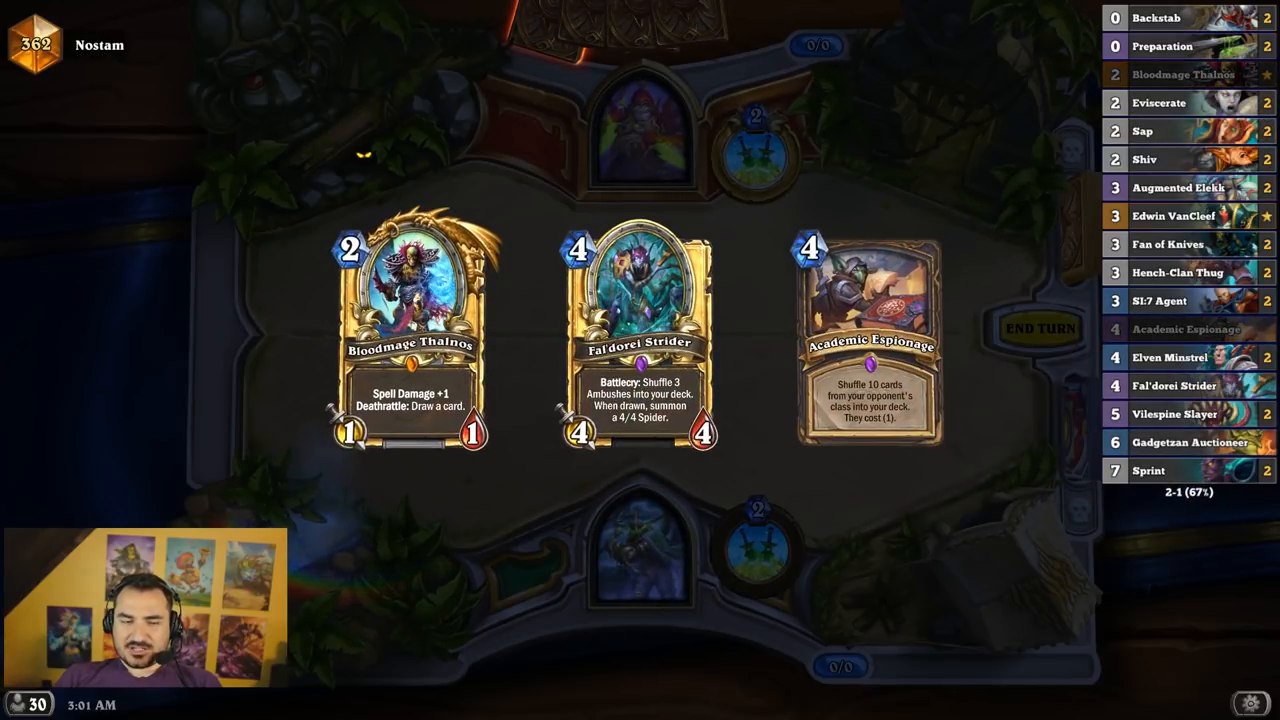 362
Nostam
0/0
2
2
Bloodmage Thalnos
Spell Damage +1
Deathrattle: Draw a card.
1
1
4
Fal'dorei Strider
Battlecry: Shuffle 3
Ambushes into your deck.
When drawn, summon
a 4/4 Spider.
4
4
4
Academic Espionage
Shuffle 10 cards
from your opponent's
class into your deck.
They cost (1).
END TURN
2
0/0
0 Backstab 2
0 Preparation 2
2 Bloodmage Thalnos
2 Eviscerate 2
2 Sap 2
2 Shiv 2
3 Augmented Elekk 2
3 Edwin VanCleef
3 Fan of Knives 2
3 Hench-Clan Thug 2
3 SI:7 Agent 2
4 Academic Espionage
4 Elven Minstrel 2
4 Fal'dorei Strider
5 Vilespine Slayer 2
6 Gadgetzan Auctioneer
7 Sprint 2
2-1 (67%)
30
3:01 AM